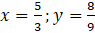 x = 5/3 ; y = 8/9